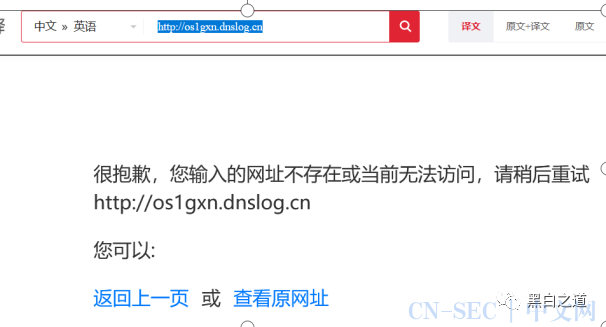 译 中文 » 英语 http://os1gxn.dnslog.cn 译文 原文+译文 原文
很抱歉，您输入的网址不存在或当前无法访问，请稍后重试
http://os1gxn.dnslog.cn
您可以:
返回上一页 或 查看原网址
黑白之道
CN-SEC 中文网